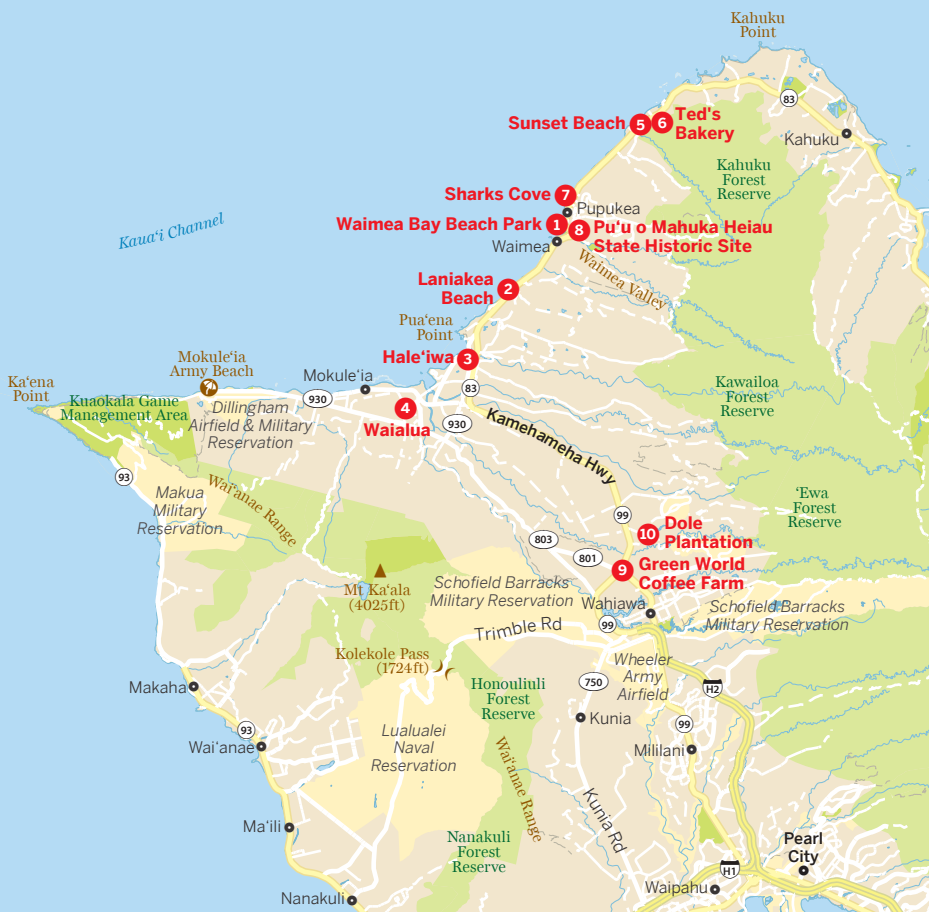 Kahuku
Point
83
Kahuku
Sunset Beach
5
6
Ted's
Bakery
Kahuku
Forest
Reserve
Sharks Cove
7
Pupukea
Waimea Bay Beach Park
1
8
Pu‘u o Mahuka Heiau
State Historic Site
Waimea
Waimea Valley
Kaua‘i Channel
Laniakea
Beach
2
Pua‘ena
Point
Hale‘iwa
3
Mokule‘ia
Army Beach
Mokule‘ia
Ka‘ena
Point
Kuaokala Game
Management Area
930
83
Dillingham
Airfield & Military
Reservation
4
Waialua
930
Kamehameha Hwy
Kawailoa
Forest
Reserve
93
Makua
Military
Reservation
Wai‘anae Range
99
‘Ewa
Forest
Reserve
10
Dole
Plantation
803
801
9
Green World
Coffee Farm
Mt Ka‘ala
(4025ft)
Schofield Barracks
Military Reservation
Wahiawa
Schofield Barracks
Military Reservation
99
Trimble Rd
Kolekole Pass
(1724ft)
Wheeler
Army
Airfield
Makaha
Honouliuli
Forest
Reserve
750
H2
Kunia
99
93
Wai‘anae
Lualualei
Naval
Reservation
Mililani
Wai‘anae Range
Kunia Rd
Ma‘ili
Nanakuli
Forest
Reserve
Pearl
City
H1
Waipahu
Nanakuli